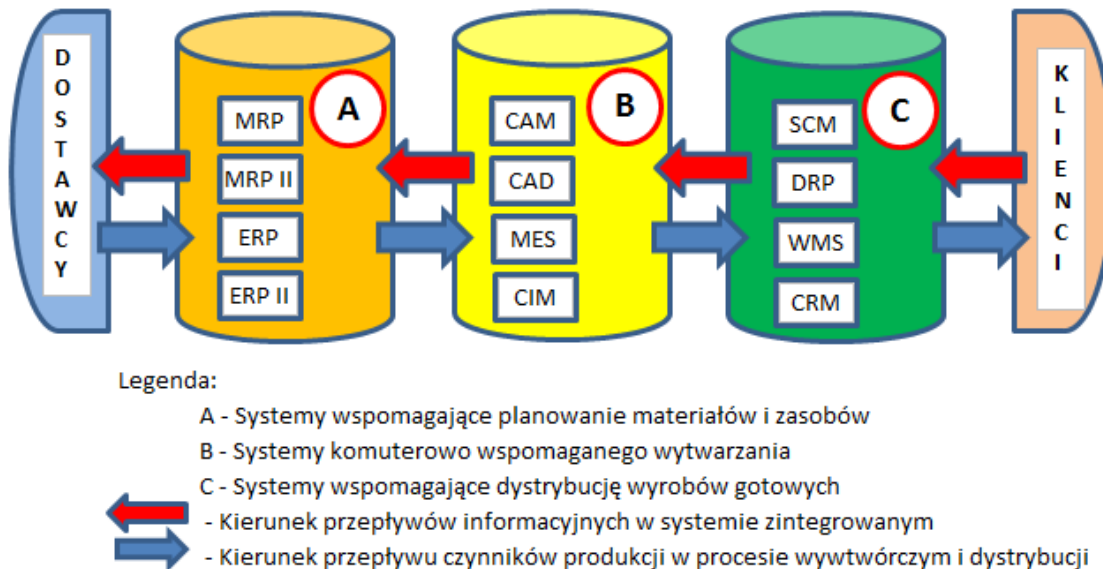 DOSTAWCY
A
MRP
MRP II
ERP
ERP II
B
CAM
CAD
MES
CIM
C
SCM
DRP
WMS
CRM
KLIENCI
Legenda:
A - Systemy wspomagające planowanie materiałów i zasobów
B - Systemy komuterowo wspomaganego wytwarzania
C - Systemy wspomagające dystrybucję wyrobów gotowych
- Kierunek przepływów informacyjnych w systemie zintegrowanym
- Kierunek przepływu czynników produkcji w procesie wywtwórczym i dystrybucji